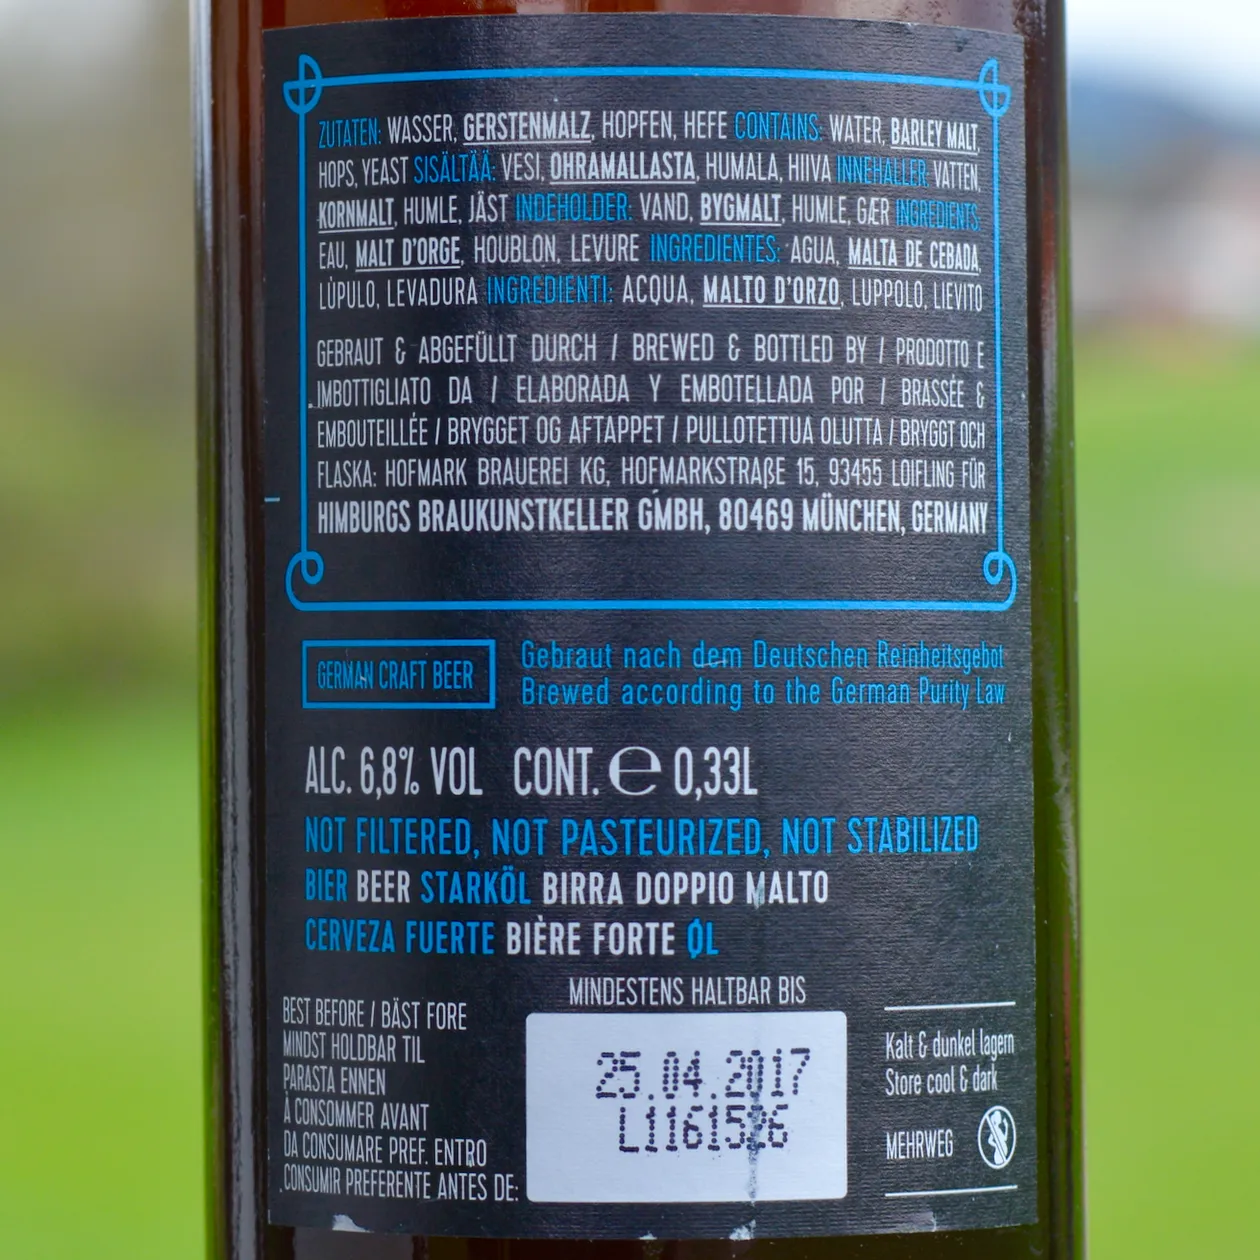 ZUTATEN: WASSER, GERSTENMALZ, HOPFEN, HEFE CONTAINS: WATER, BARLEY MALT,
HOPS, YEAST SISÄLTÄÄ: VESI, OHRAMALLASTA, HUMALA, HIIVA INNEHALLER VATTEN,
KORNMALT, HUMLE, JÄST INDEHOLDER: VAND, BYGMALT, HUMLE, GÆR INGREDIENTS:
EAU, MALT D'ORGE, HOUBLON, LEVURE INGREDIENTES: AGUA, MALTA DE CEBADA,
LÚPULO, LEVADURA INGREDIENTI: ACQUA, MALTO D'ORZO, LUPPOLO, LIEVITO
GEBRAUT & ABGEFÜLLT DURCH / BREWED & BOTTLED BY / PRODOTTO E
IMBOTTIGLIATO DA / ELABORADA Y EMBOTELLADA POR / BRASSÉE &
EMBOUTEILLÉE / BRYGGET OG AFTAPPET / PULLOTETTUA OLUTTA / BRYGGT OCH
FLASKA: HOFMARK BRAUEREI KG, HOFMARKSTRAßE 15, 93455 LOIFLING FÜR
HIMBURGS BRAUKUNSTKELLER GMBH, 80469 MÜNCHEN, GERMANY
GERMAN CRAFT BEER
Gebraut nach dem Deutschen Reinheitsgebot
Brewed according to the German Purity Law
ALC. 6,8% VOL CONT. ℮ 0,33L
NOT FILTERED, NOT PASTEURIZED, NOT STABILIZED
BIER BEER STARKÖL BIRRA DOPPIO MALTO
CERVEZA FUERTE BIÈRE FORTE ØL
MINDESTENS HALTBAR BIS
BEST BEFORE / BÄST FORE
MINDST HOLDBAR TIL
PARASTA ENNEN
À CONSOMMER AVANT
DA CONSUMARE PREF. ENTRO
CONSUMIR PREFERENTE ANTES DE:
25.04.2017
Kalt & dunkel lagern
Store cool & dark
MEHRWEG